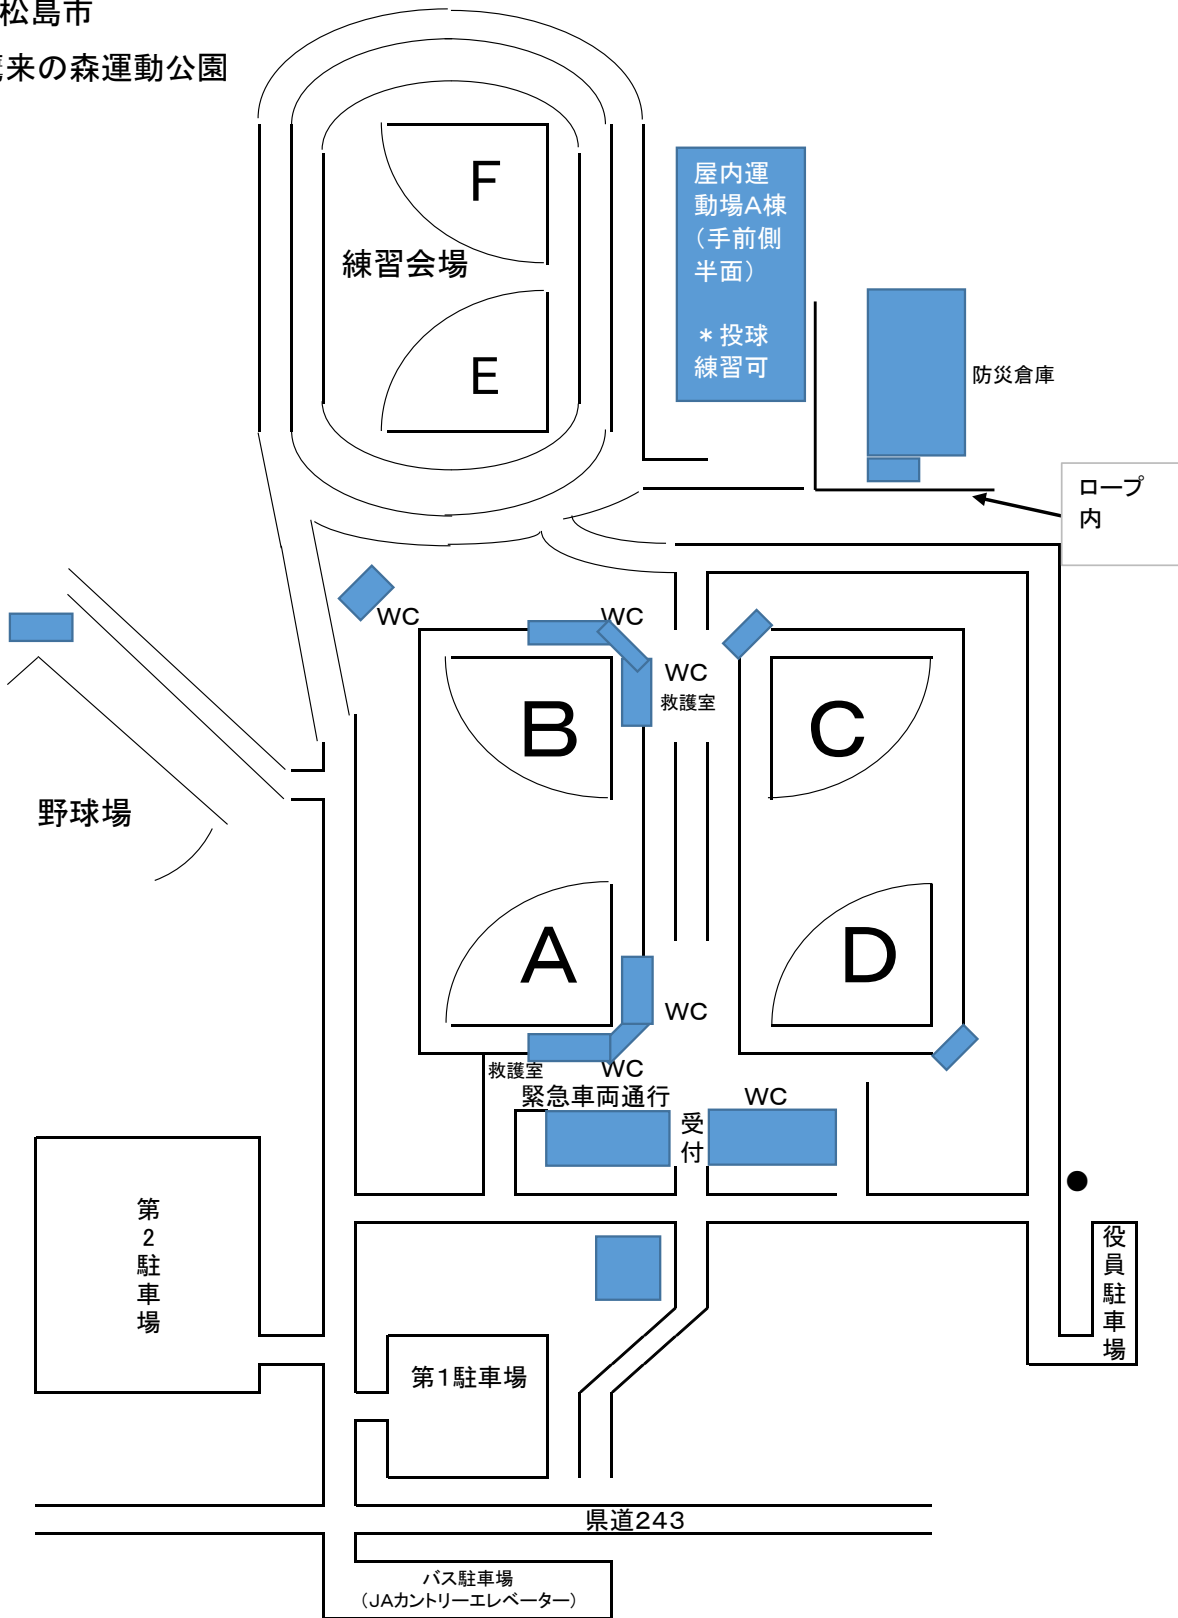 松島市
来の森運動公園
F
練習会場
E
屋内運
動場A棟
（手前側
半面）
＊投球
練習可
防災倉庫
ロープ
内
WC
WC
WC
救護室
B
C
野球場
A
D
WC
救護室
WC
緊急車両通行
WC
受
付
第
2
駐
車
場
役
員
駐
車
場
第1駐車場
県道243
バス駐車場
（JAカントリーエレベーター）